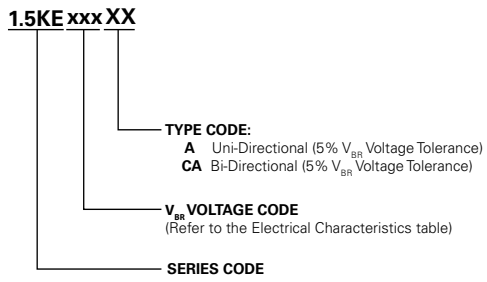 1.5KE xxx XX
TYPE CODE:
A Uni-Directional (5% VBR Voltage Tolerance)
CA Bi-Directional (5% VBR Voltage Tolerance)
VBR VOLTAGE CODE
(Refer to the Electrical Characteristics table)
SERIES CODE